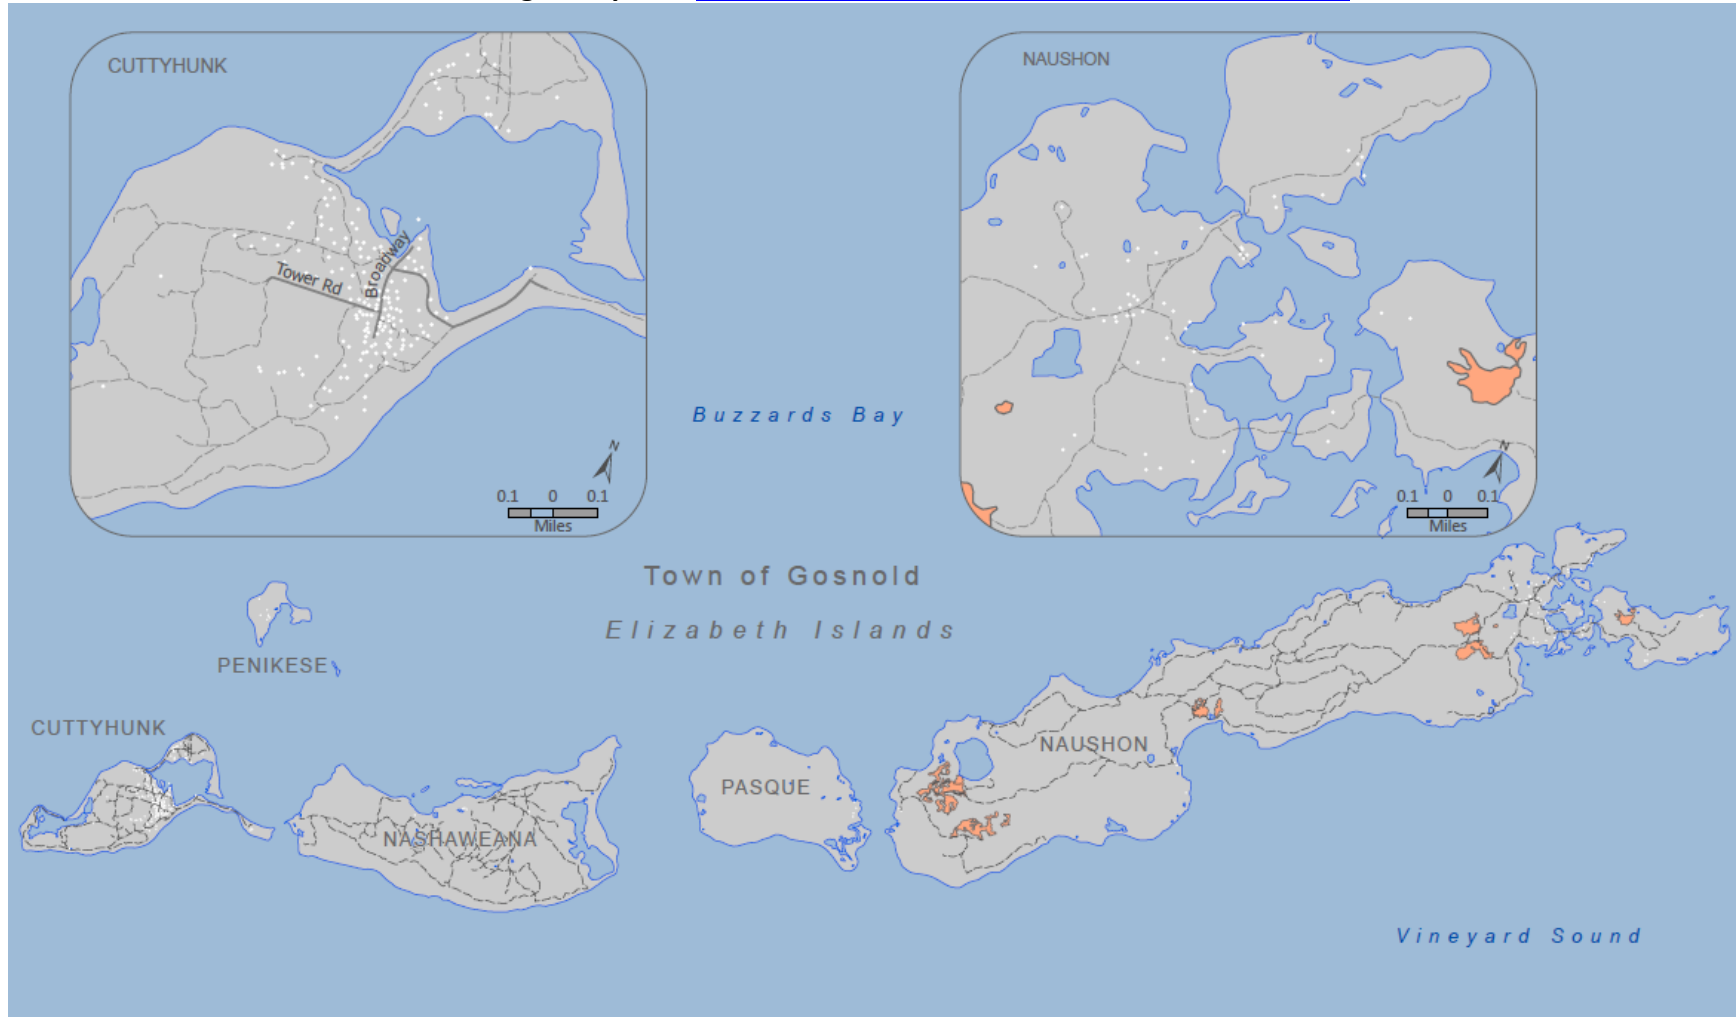 CUTTYHUNK
Tower Rd
Broadway
N
0.1 0 0.1
Miles
NAUSHON
N
0.1 0 0.1
Miles
Buzzards Bay
Town of Gosnold
Elizabeth Islands
PENIKESE
CUTTYHUNK
NASHAWEANA
PASQUE
NAUSHON
Vineyard Sound